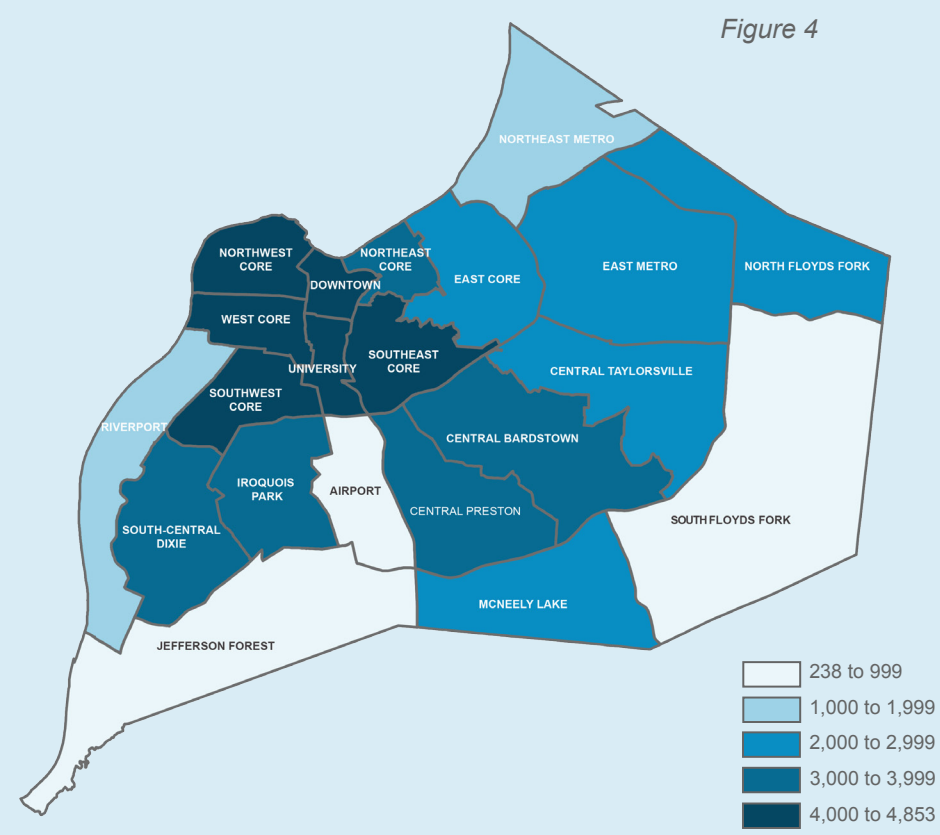 Figure 4
NORTHEAST METRO
NORTHWEST
CORE
NORTHEAST
CORE
DOWNTOWN
EAST CORE
EAST METRO
NORTH FLOYDS FORK
WEST CORE
SOUTHEAST
CORE
UNIVERSITY
CENTRAL TAYLORSVILLE
SOUTHWEST
CORE
RIVERPORT
CENTRAL BARDSTOWN
IROQUOIS
PARK
AIRPORT
CENTRAL PRESTON
SOUTH FLOYDS FORK
SOUTH-CENTRAL
DIXIE
MCNEELY LAKE
JEFFERSON FOREST
238 to 999
1,000 to 1,999
2,000 to 2,999
3,000 to 3,999
4,000 to 4,853